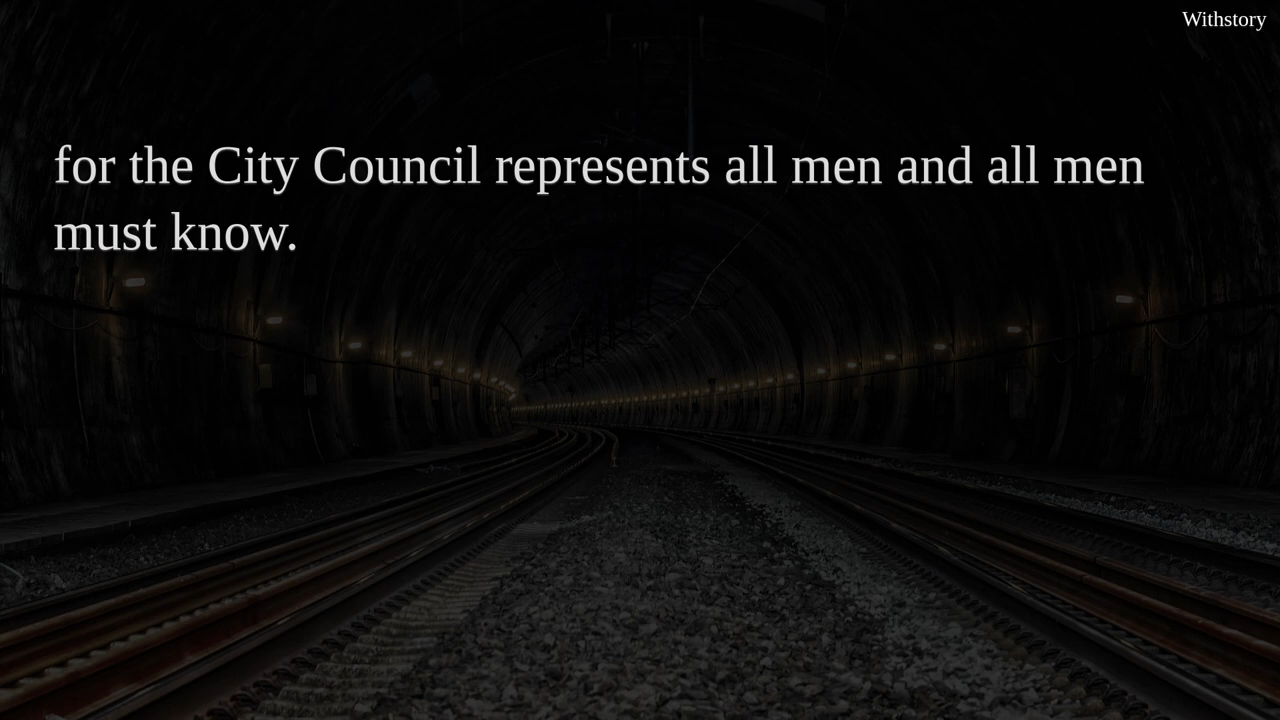 Withstory
for the City Council represents all men and all men
must know.